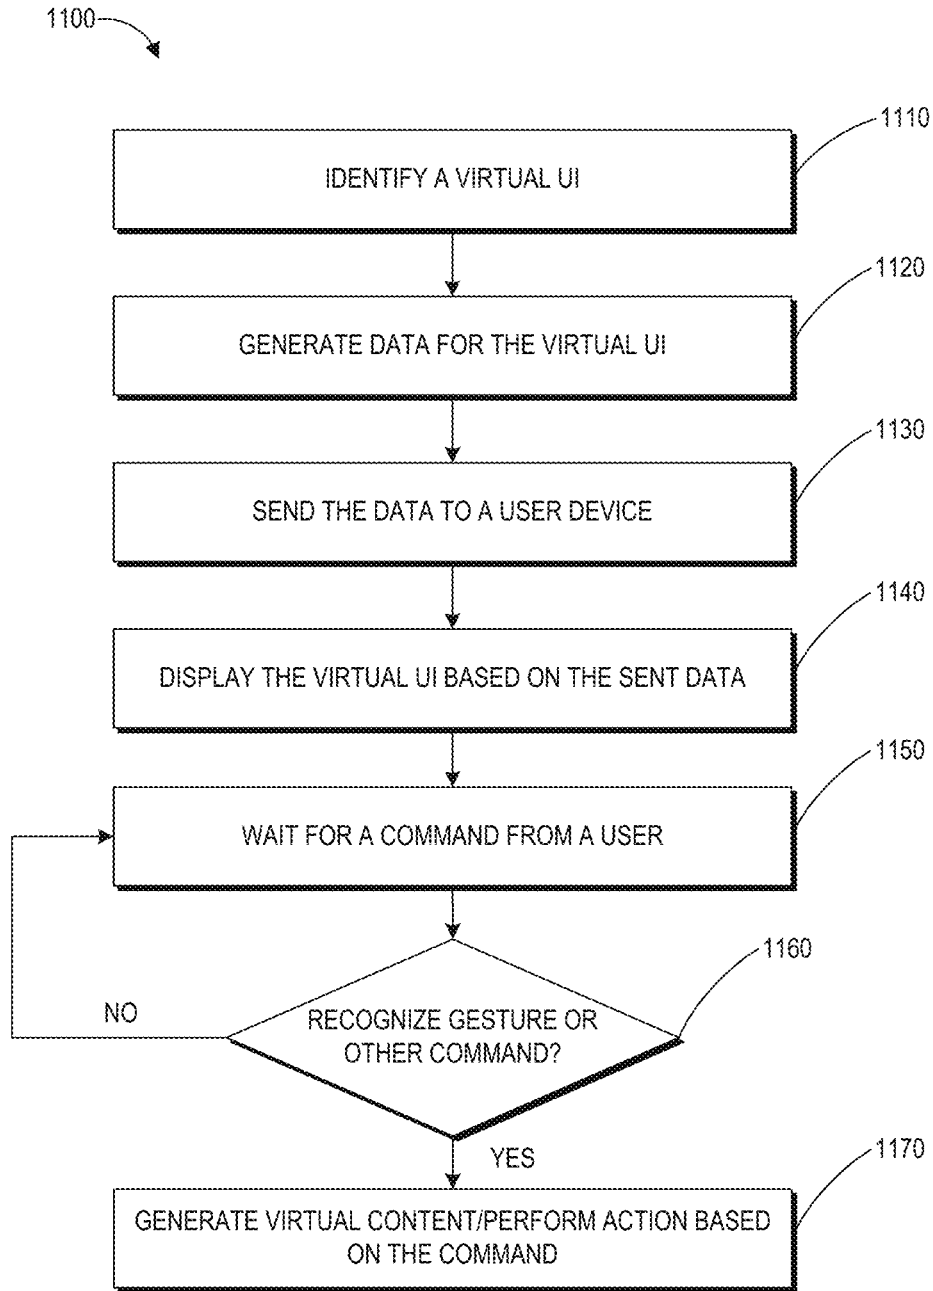 1100
1110
IDENTIFY A VIRTUAL UI
1120
GENERATE DATA FOR THE VIRTUAL UI
1130
SEND THE DATA TO A USER DEVICE
1140
DISPLAY THE VIRTUAL UI BASED ON THE SENT DATA
1150
WAIT FOR A COMMAND FROM A USER
1160
NO
RECOGNIZE GESTURE OR
OTHER COMMAND?
YES
1170
GENERATE VIRTUAL CONTENT/PERFORM ACTION BASED
ON THE COMMAND